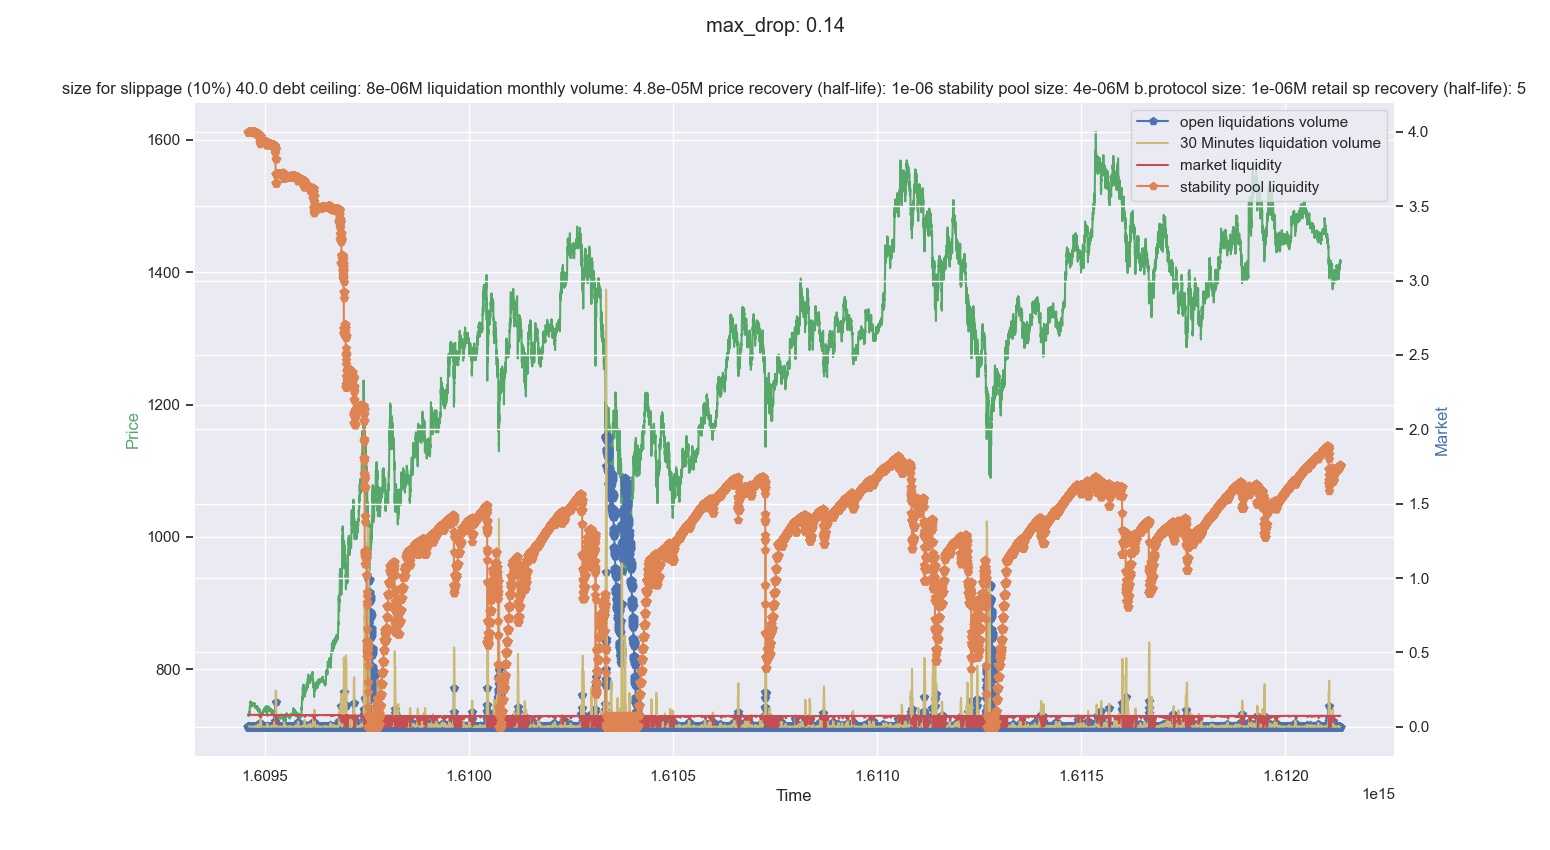 max_drop: 0.14
size for slippage (10%) 40.0 debt ceiling: 8e-06M liquidation monthly volume: 4.8e-05M price recovery (half-life): 1e-06 stability pool size: 4e-06M b.protocol size: 1e-06M retail sp recovery (half-life): 5
open liquidations volume
30 Minutes liquidation volume
market liquidity
stability pool liquidity
1600
1400
1200
1000
800
Price
4.0
3.5
3.0
2.5
2.0
1.5
1.0
0.5
0.0
Market
1.6095 1.6100 1.6105 1.6110 1.6115 1.6120
Time
1e15